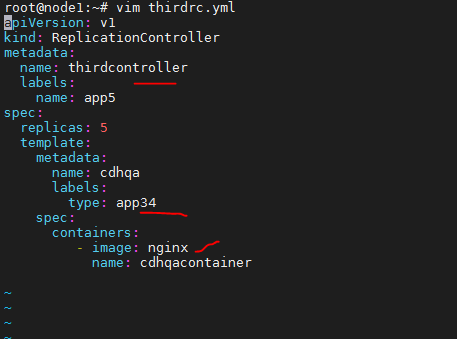 root@node1:~# vim thirdrc.yml
apiVersion: v1
kind: ReplicationController
metadata:
  name: thirdcontroller
  labels:
    name: app5
spec:
  replicas: 5
  template:
    metadata:
      name: cdhqa
      labels:
        type: app34
    spec:
      containers:
        - image: nginx
          name: cdhqacontainer
~
~
~
~